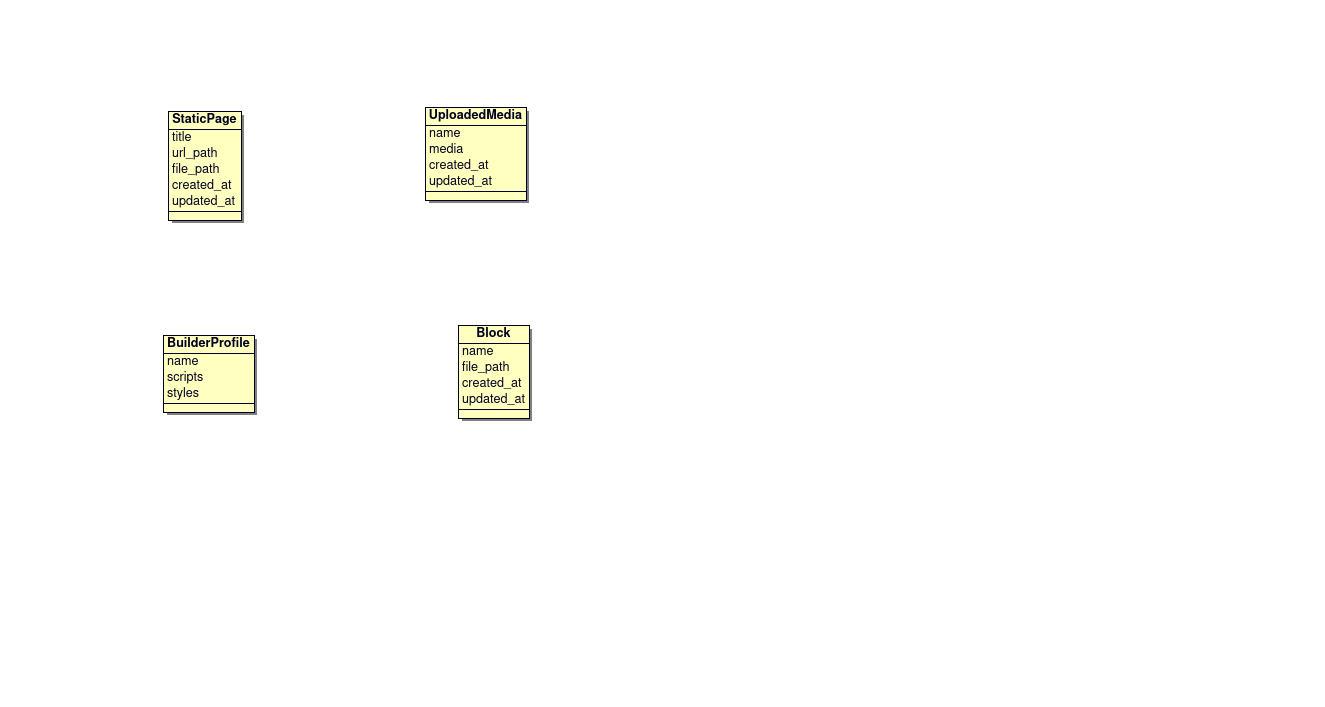 StaticPage
title
url_path
file_path
created_at
updated_at
UploadedMedia
name
media
created_at
updated_at
BuilderProfile
name
scripts
styles
Block
name
file_path
created_at
updated_at